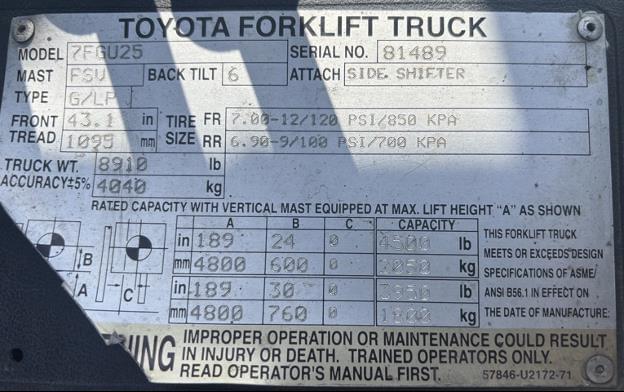 TOYOTA FORKLIFT TRUCK
MODEL 7FGU25 SERIAL NO. 81489
MAST FSV BACK TILT 6 ATTACH SIDE SHIFTER
TYPE G/LP J
FRONT 43.1 in TIRE FR 7.00-12/120 PSI/850 KPA
TREAD 1095 mm SIZE RR 6.90-9/100 PSI/700 KPA
TRUCK WT. 8910 lb
ACCURACY±5% 4040 kg
RATED CAPACITY WITH VERTICAL MAST EQUIPPED AT MAX. LIFT HEIGHT "A" AS SHOWN
A B C CAPACITY
in 189 24 0 4500 lb
mm 4800 600 0 2050 kg
in 189 30 0 3950 lb
mm 4800 760 0 1800 kg
B
A C
THIS FORKLIFT TRUCK
MEETS OR EXCEEDS DESIGN
SPECIFICATIONS OF ASME/
ANSI B56.1 IN EFFECT ON
THE DATE OF MANUFACTURE:
IMPROPER OPERATION OR MAINTENANCE COULD RESULT
IN INJURY OR DEATH. TRAINED OPERATORS ONLY.
READ OPERATOR'S MANUAL FIRST. 57846-U2172-71